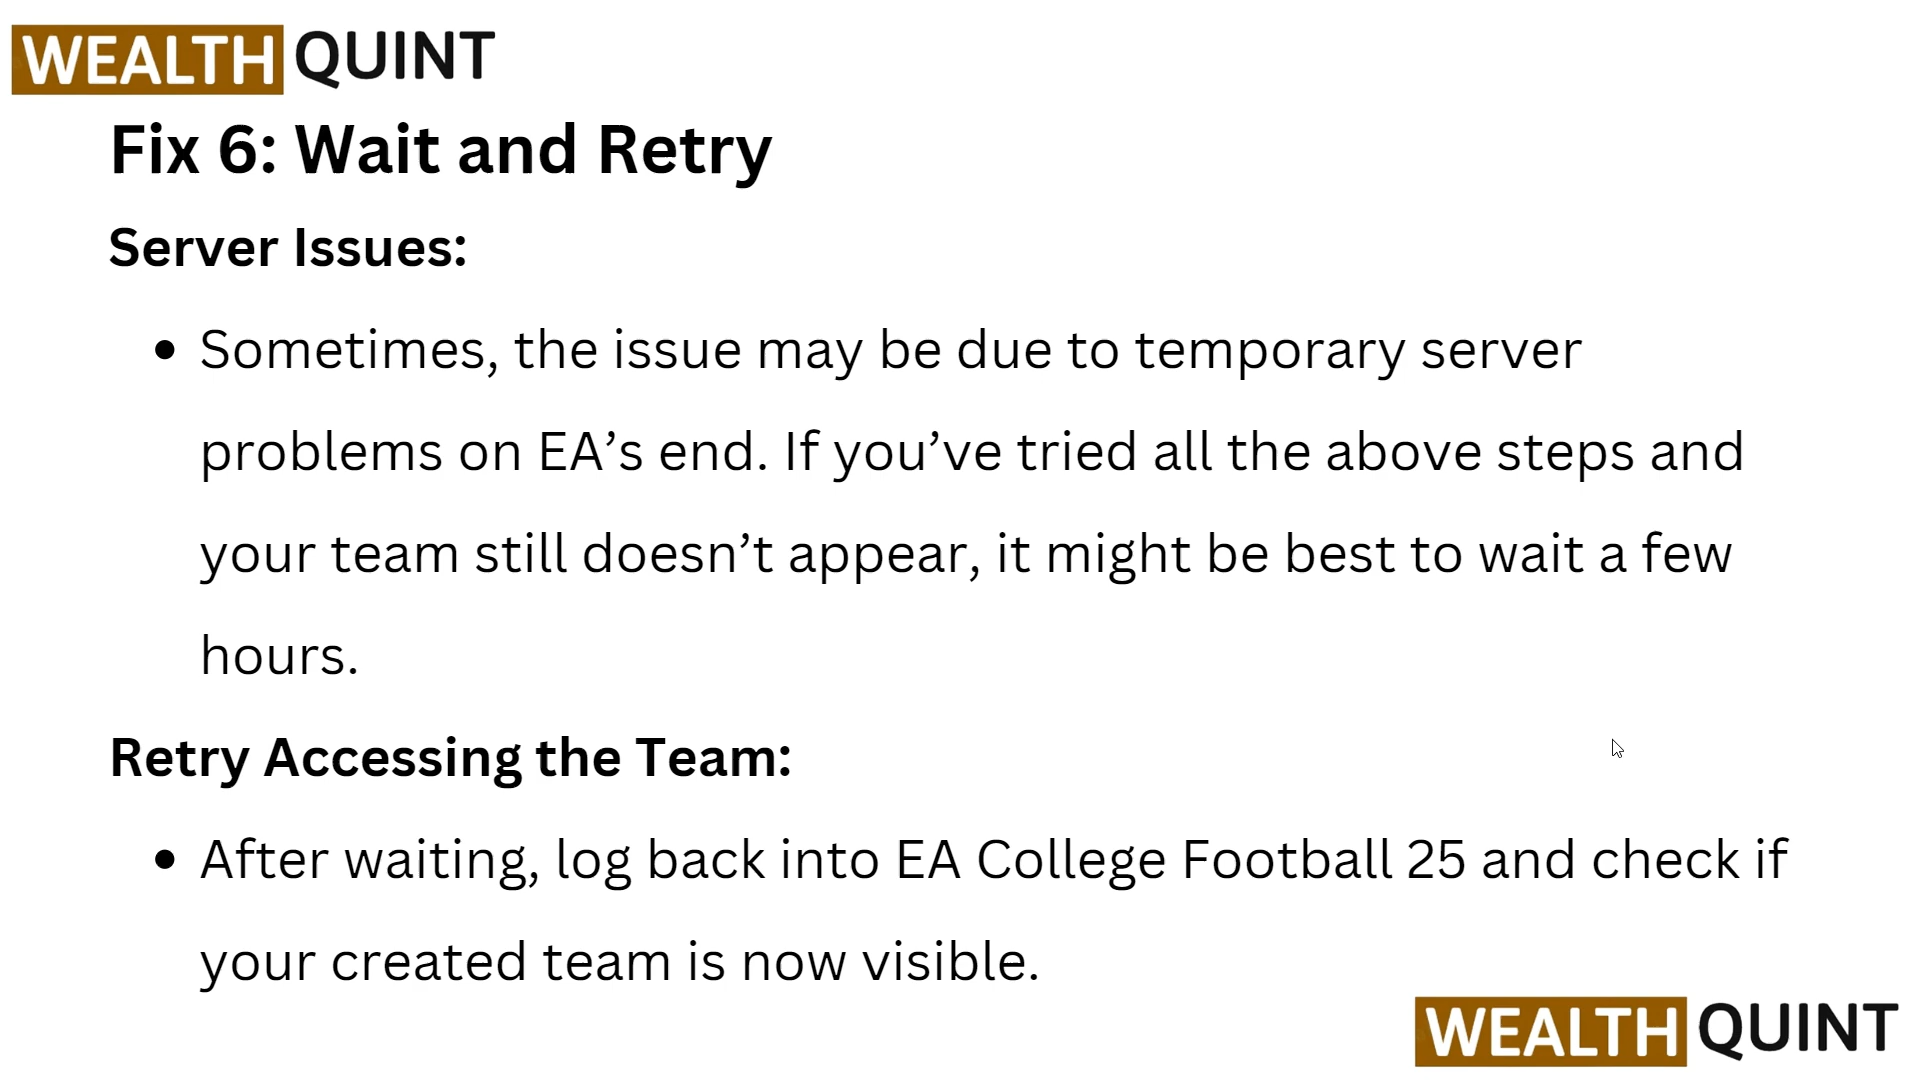 WEALTH QUINT
Fix 6: Wait and Retry
Server Issues:
• Sometimes, the issue may be due to temporary server
problems on EA’s end. If you’ve tried all the above steps and
your team still doesn’t appear, it might be best to wait a few
hours.
Retry Accessing the Team:
• After waiting, log back into EA College Football 25 and check if
your created team is now visible.
WEALTH QUINT